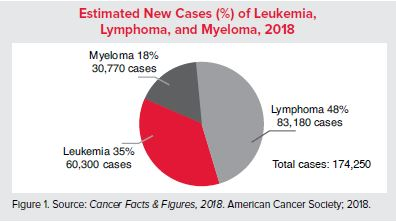 Estimated New Cases (%) of Leukemia,
Lymphoma, and Myeloma, 2018
Myeloma 18%
30,770 cases
Lymphoma 48%
83,180 cases
Leukemia 35%
60,300 cases
Total cases: 174,250
Figure 1. Source: Cancer Facts & Figures, 2018. American Cancer Society; 2018.